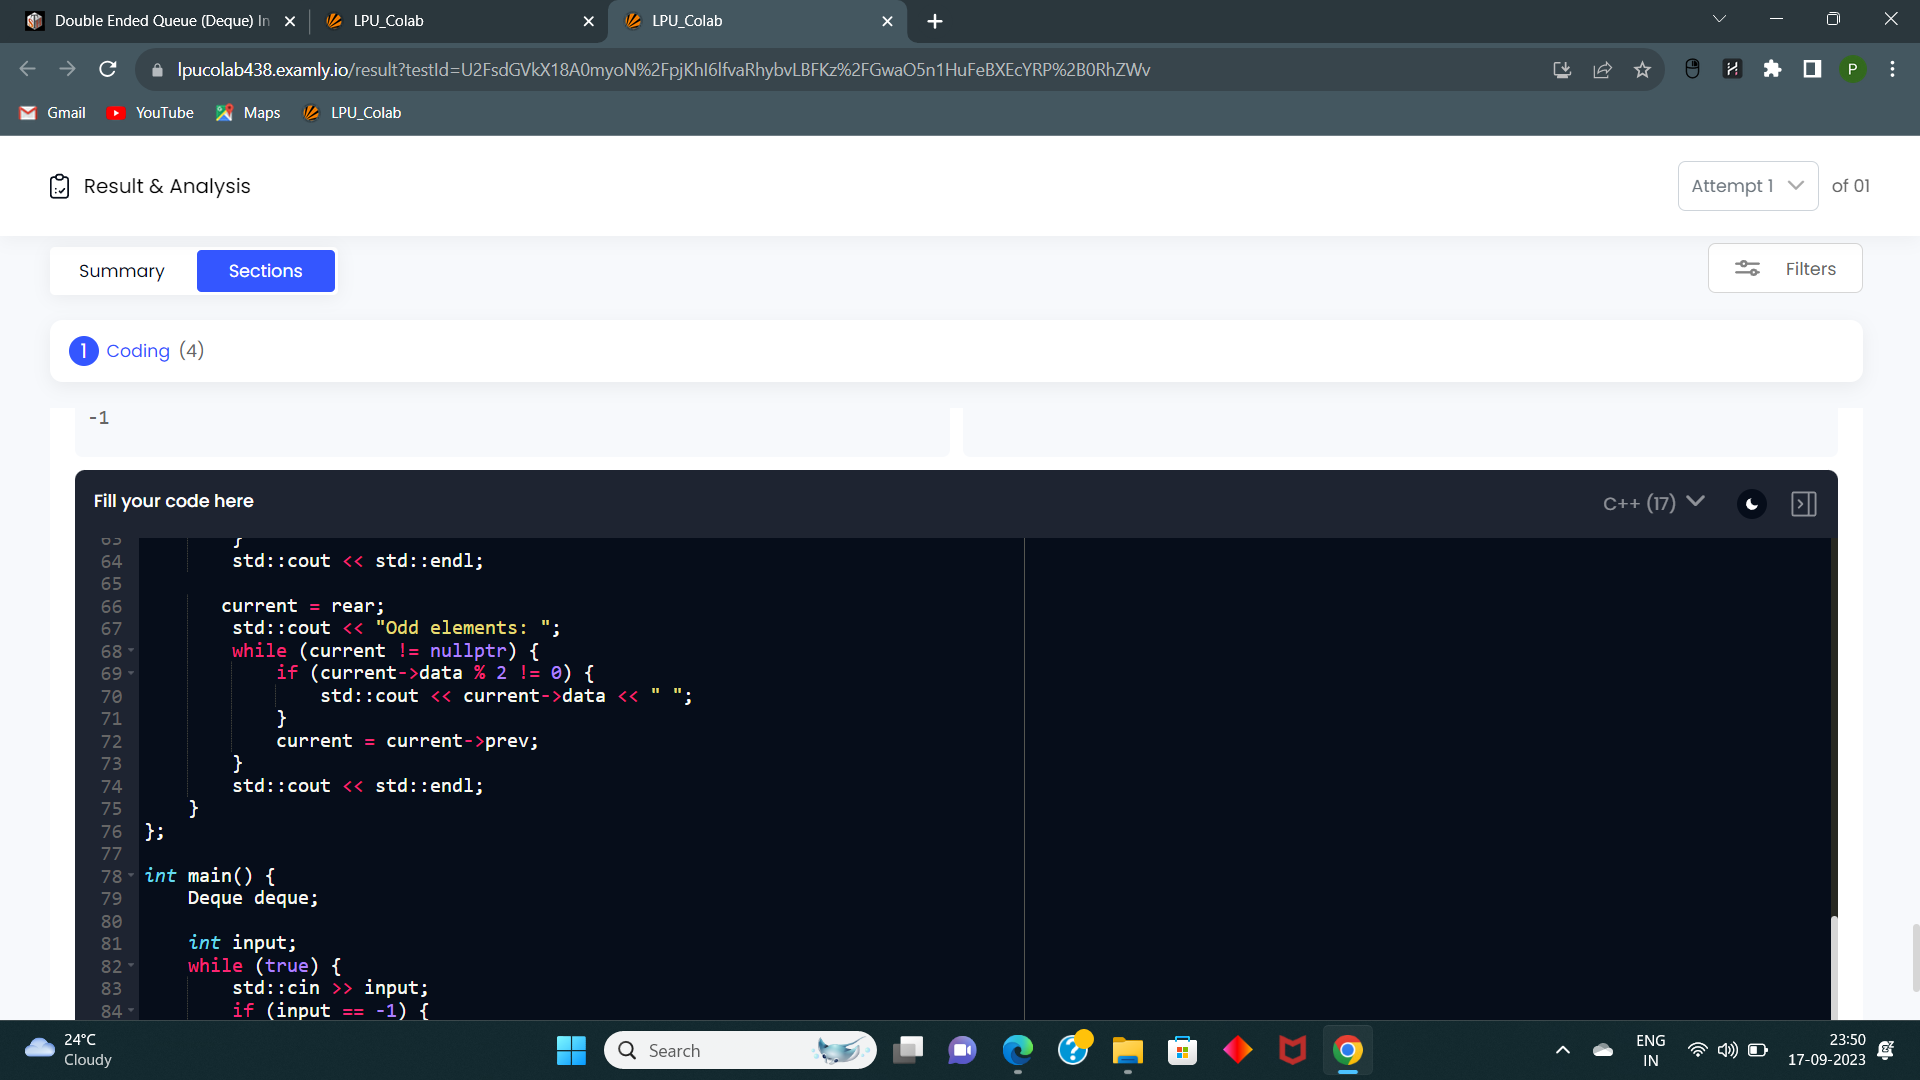 Double Ended Queue (Deque) In
LPU_Colab
LPU_Colab
lpucolab438.examly.io/result?testId=U2FsdGVkX18A0myoN%2FpjKhI6lfvaRhybvLBFKz%2FGwaO5n1HuFeBXEcYRP%2B0RhZWv
P
Gmail
YouTube
Maps
LPU_Colab
Result & Analysis
Attempt 1
of 01
Summary
Sections
Filters
1 Coding (4)
-1
Fill your code here
C++ (17)
63 }
64 std::cout << std::endl;
65
66 current = rear;
67 std::cout << "Odd elements: ";
68 while (current != nullptr) {
69 if (current->data % 2 != 0) {
70 std::cout << current->data << " ";
71 }
72 current = current->prev;
73 }
74 std::cout << std::endl;
75 }
76 };
77
78 int main() {
79 Deque deque;
80
81 int input;
82 while (true) {
83 std::cin >> input;
84 if (input == -1) {
24°C
Cloudy
Search
ENG
IN
23:50
17-09-2023